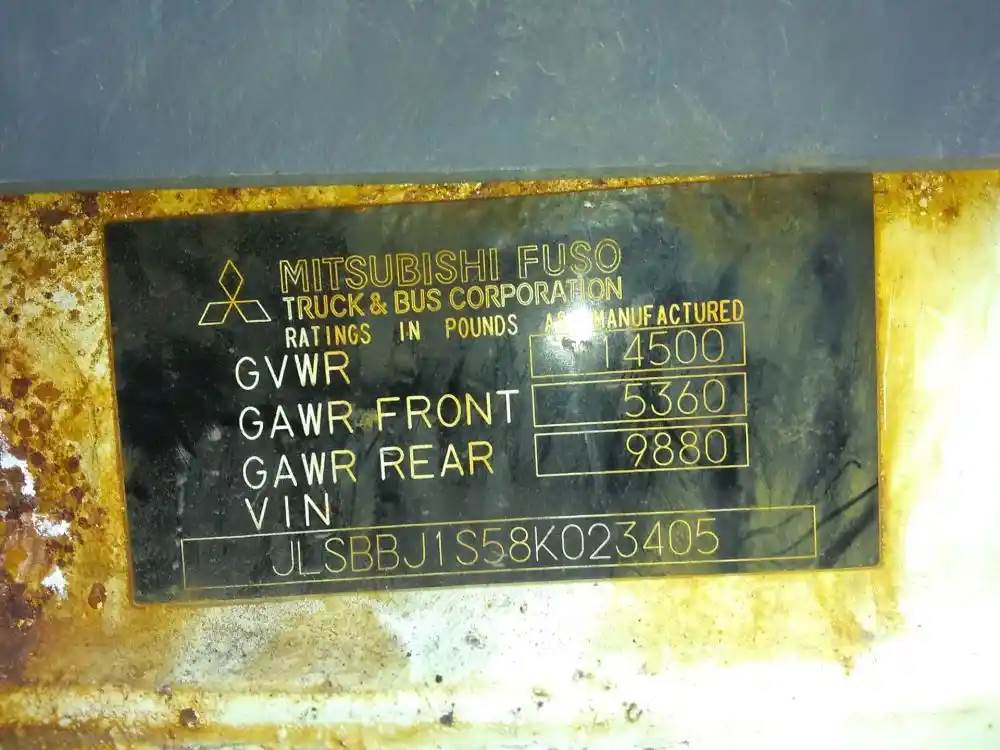 MITSUBISHI FUSO
TRUCK & BUS CORPORATION
RATINGS IN POUNDS AS MANUFACTURED
GVWR 14500
GAWR FRONT 5360
GAWR REAR 9880
VIN
JLSBBJ1S58K023405